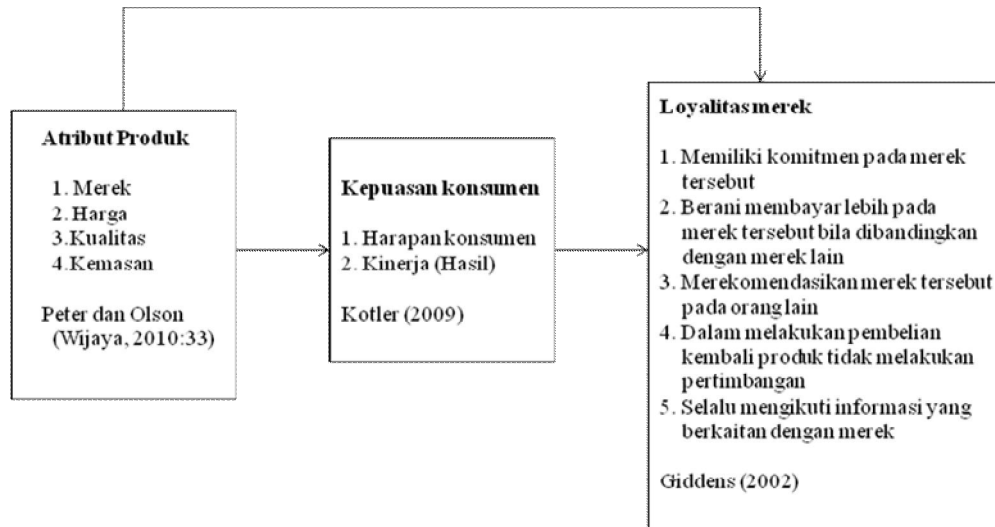 Atribut Produk
1. Merek
2. Harga
3. Kualitas
4. Kemasan
Peter dan Olson
(Wijaya, 2010:33)
Kepuasan konsumen
1. Harapan konsumen
2. Kinerja (Hasil)
Kotler (2009)
Loyalitas merek
1. Memiliki komitmen pada merek
tersebut
2. Berani membayar lebih pada
merek tersebut bila dibandingkan
dengan merek lain
3. Merekomendasikan merek tersebut
pada orang lain
4. Dalam melakukan pembelian
kembali produk tidak melakukan
pertimbangan
5. Selalu mengikuti informasi yang
berkaitan dengan merek
Giddens (2002)